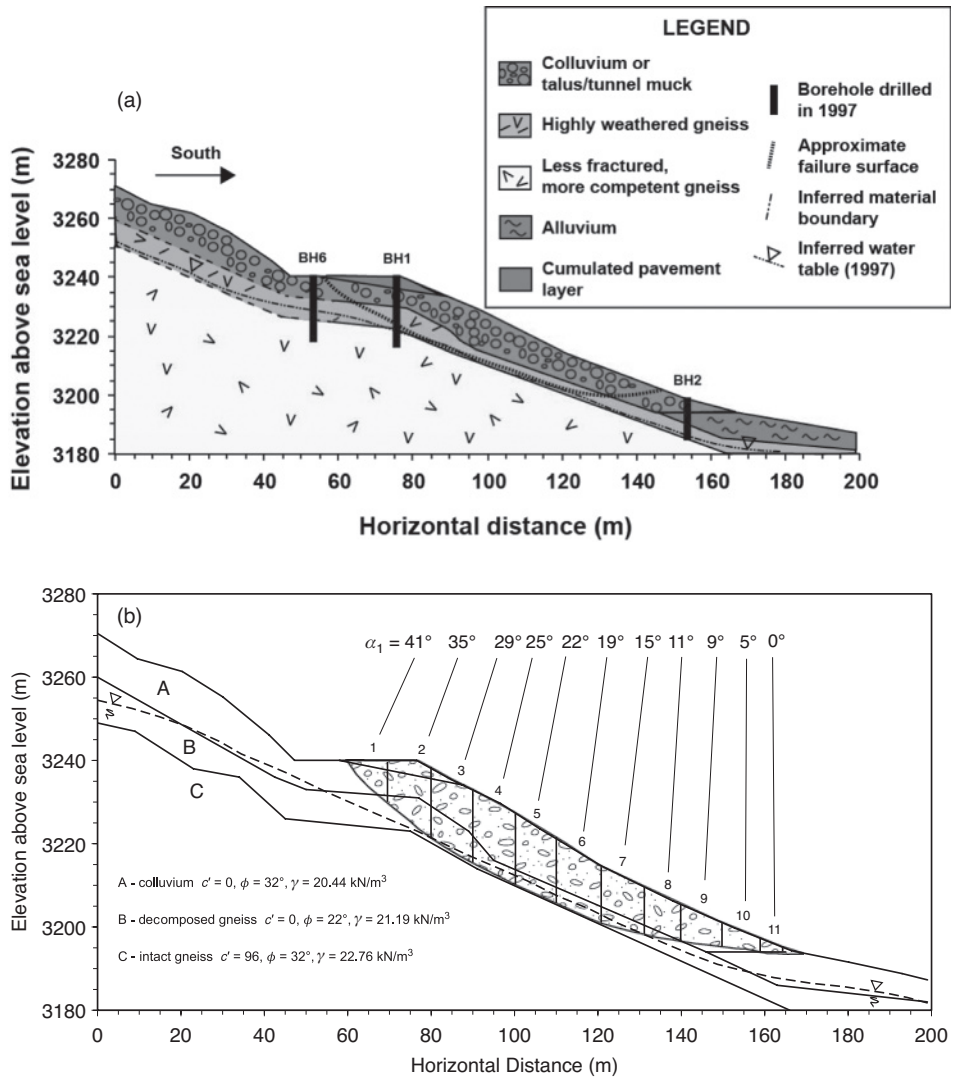 (a)
LEGEND
Colluvium or
talus/tunnel muck
Highly weathered gneiss
Less fractured,
more competent gneiss
Alluvium
Cumulated pavement
layer
Borehole drilled
in 1997
Approximate
failure surface
Inferred material
boundary
Inferred water
table (1997)
South
BH6
BH1
BH2
Elevation above sea level (m)
3280
3260
3240
3220
3200
3180
0 20 40 60 80 100 120 140 160 180 200
Horizontal distance (m)
(b)
α₁ = 41° 35° 29° 25° 22° 19° 15° 11° 9° 5° 0°
Elevation above sea level (m)
3280
3260
3240
3220
3200
3180
A
B
C
1 2 3 4 5 6 7 8 9 10 11
A - colluvium c' = 0, ϕ = 32°, γ = 20.44 kN/m³
B - decomposed gneiss c' = 0, ϕ = 22°, γ = 21.19 kN/m³
C - intact gneiss c' = 96, ϕ = 32°, γ = 22.76 kN/m³
0 20 40 60 80 100 120 140 160 180 200
Horizontal Distance (m)